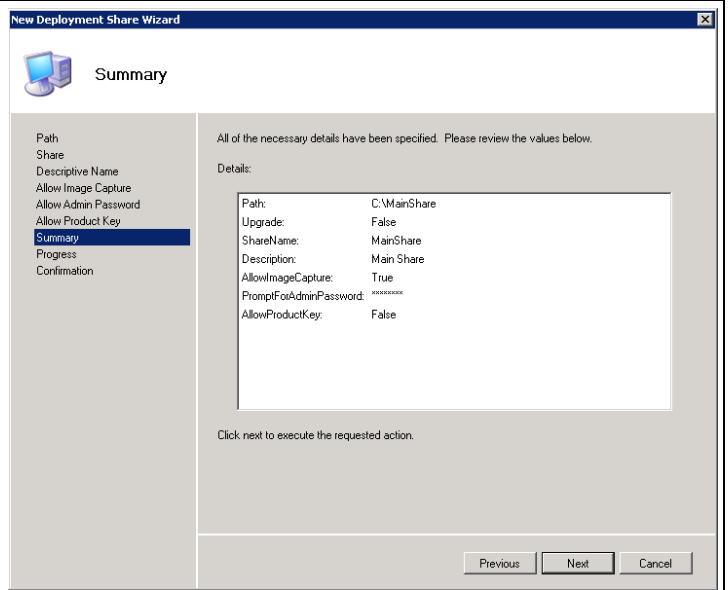 New Deployment Share Wizard
Summary
Path
Share
Descriptive Name
Allow Image Capture
Allow Admin Password
Allow Product Key
Summary
Progress
Confirmation
All of the necessary details have been specified. Please review the values below.
Details:
Path: C:\MainShare
Upgrade: False
ShareName: MainShare
Description: Main Share
AllowImageCapture: True
PromptForAdminPassword: ********
AllowProductKey: False
Click next to execute the requested action.
Previous Next Cancel